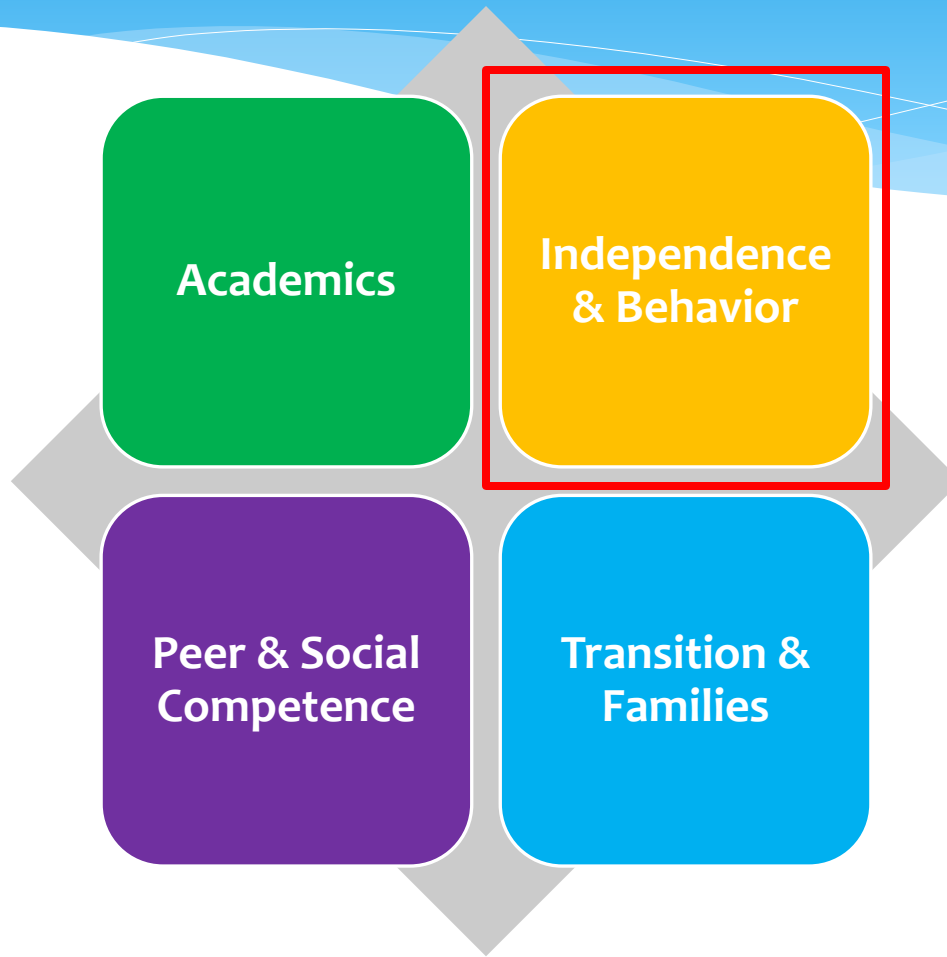 Academics
Independence
& Behavior
Peer & Social
Competence
Transition &
Families